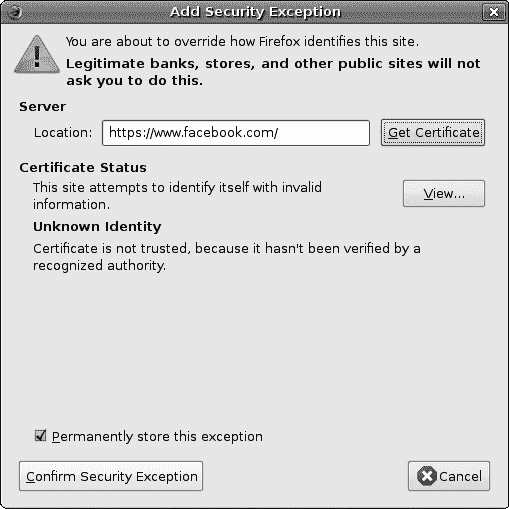 Add Security Exception
You are about to override how Firefox identifies this site.
Legitimate banks, stores, and other public sites will not
ask you to do this.
Server
Location: https://www.facebook.com/ Get Certificate
Certificate Status
This site attempts to identify itself with invalid
information.
View...
Unknown Identity
Certificate is not trusted, because it hasn't been verified by a
recognized authority.
Permanently store this exception
Confirm Security Exception Cancel